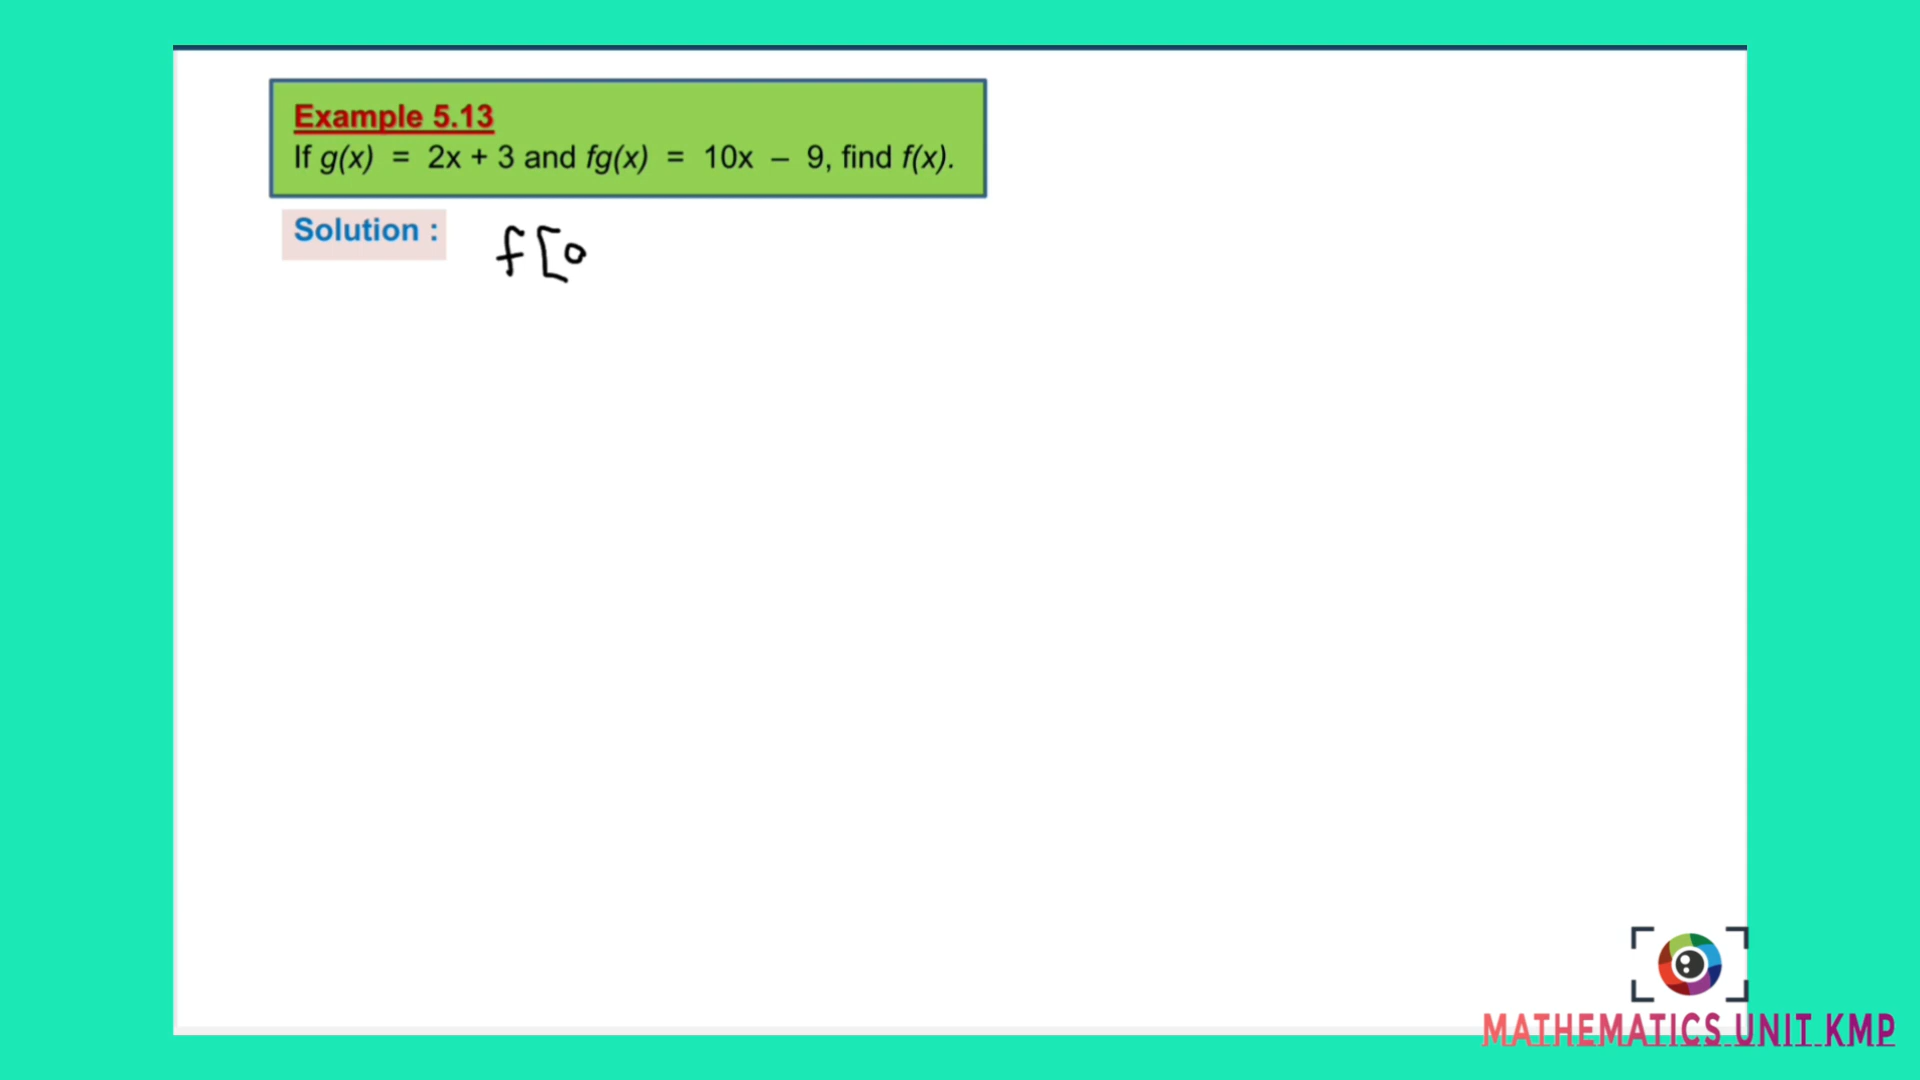 Example 5.13
If g(x) = 2x + 3 and fg(x) = 10x – 9, find f(x).
Solution :
f [
MATHEMATICS UNIT KMP